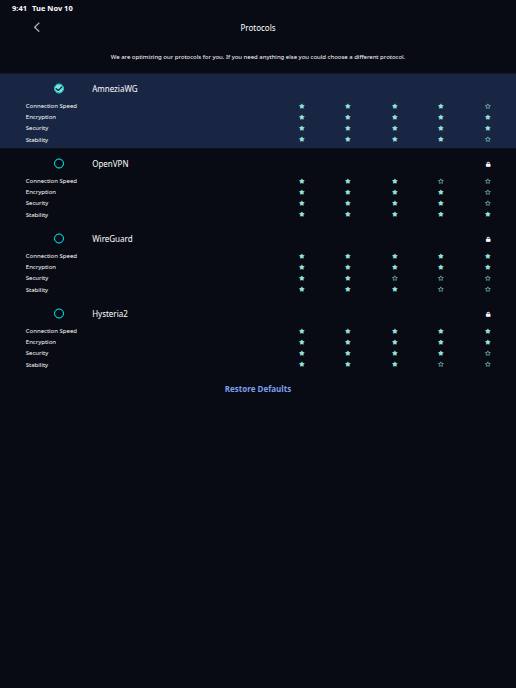 9:41 Tue Nov 10
Protocols
We are optimizing our protocols for you. If you need anything else you could choose a different protocol.
AmneziaWG
Connection Speed
Encryption
Security
Stability
OpenVPN
Connection Speed
Encryption
Security
Stability
WireGuard
Connection Speed
Encryption
Security
Stability
Hysteria2
Connection Speed
Encryption
Security
Stability
Restore Defaults